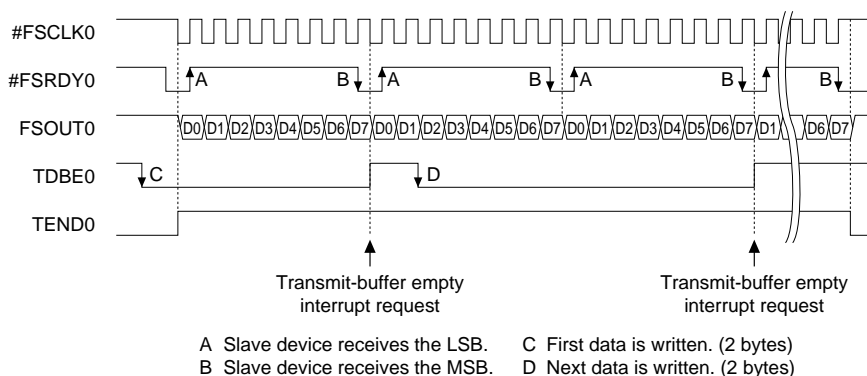 #FSCLK0
#FSRDY0 A B A B A B B
FSOUT0 D0 D1 D2 D3 D4 D5 D6 D7 D0 D1 D2 D3 D4 D5 D6 D7 D0 D1 D2 D3 D4 D5 D6 D7 D1 D6 D7
TDBE0 C D
TEND0
Transmit-buffer empty Transmit-buffer empty
interrupt request interrupt request
A Slave device receives the LSB. C First data is written. (2 bytes)
B Slave device receives the MSB. D Next data is written. (2 bytes)